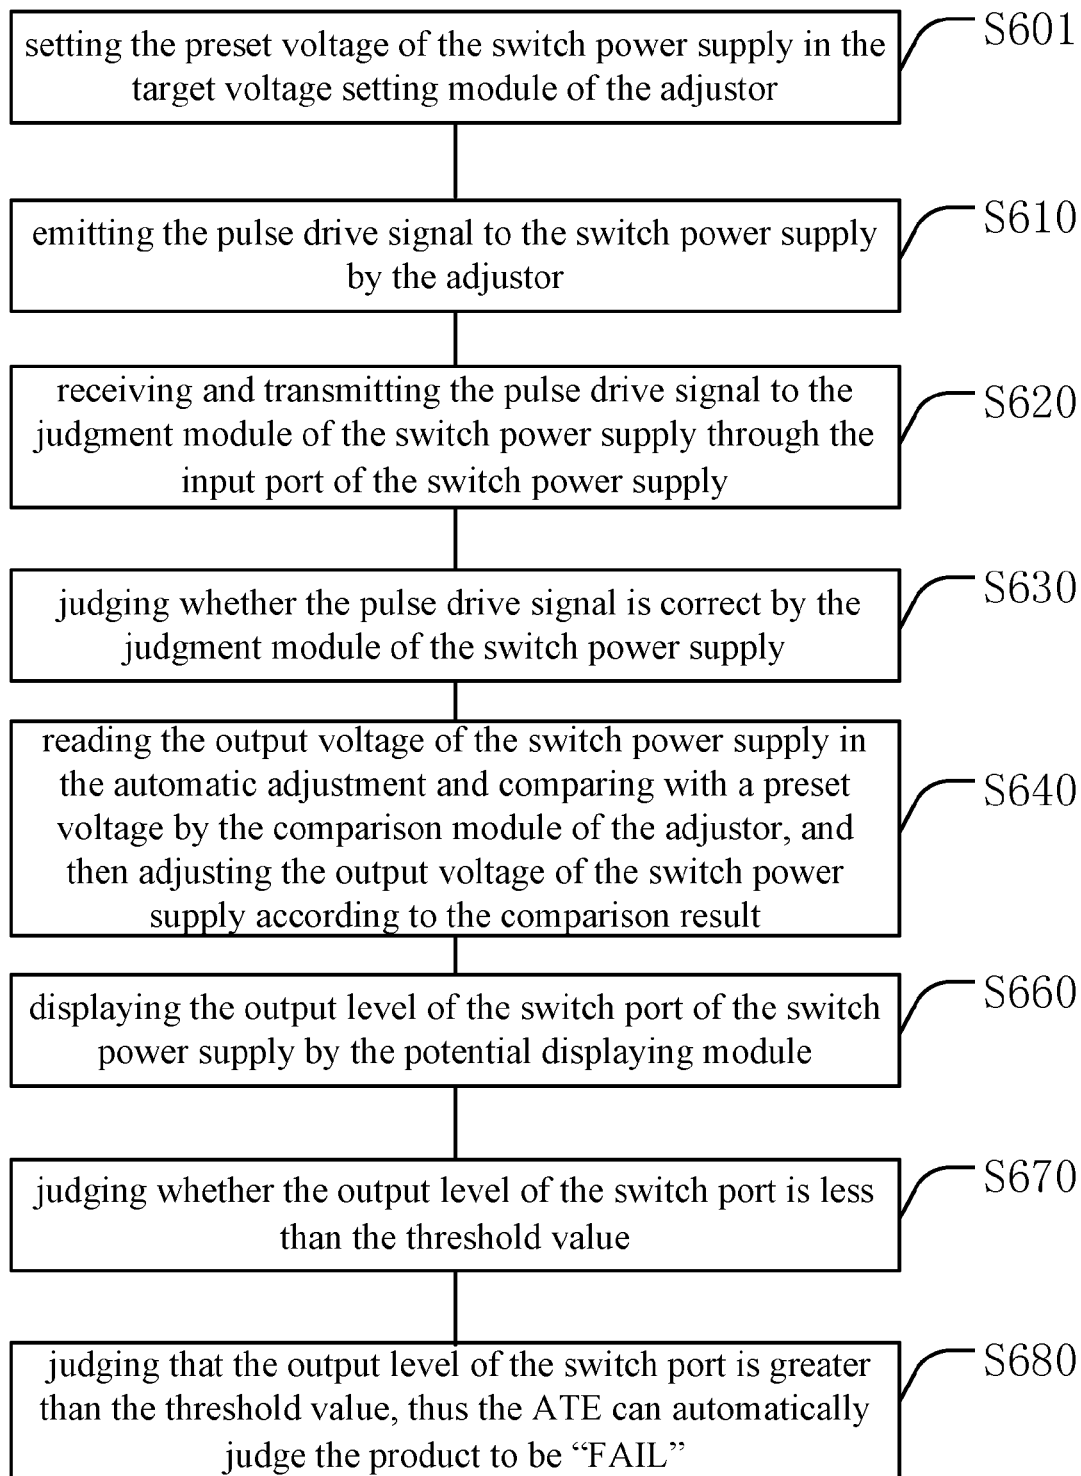 setting the preset voltage of the switch power supply in the
target voltage setting module of the adjustor
S601
emitting the pulse drive signal to the switch power supply
by the adjustor
S610
receiving and transmitting the pulse drive signal to the
judgment module of the switch power supply through the
input port of the switch power supply
S620
judging whether the pulse drive signal is correct by the
judgment module of the switch power supply
S630
reading the output voltage of the switch power supply in
the automatic adjustment and comparing with a preset
voltage by the comparison module of the adjustor, and
then adjusting the output voltage of the switch power
supply according to the comparison result
S640
displaying the output level of the switch port of the switch
power supply by the potential displaying module
S660
judging whether the output level of the switch port is less
than the threshold value
S670
judging that the output level of the switch port is greater
than the threshold value, thus the ATE can automatically
judge the product to be “FAIL”
S680